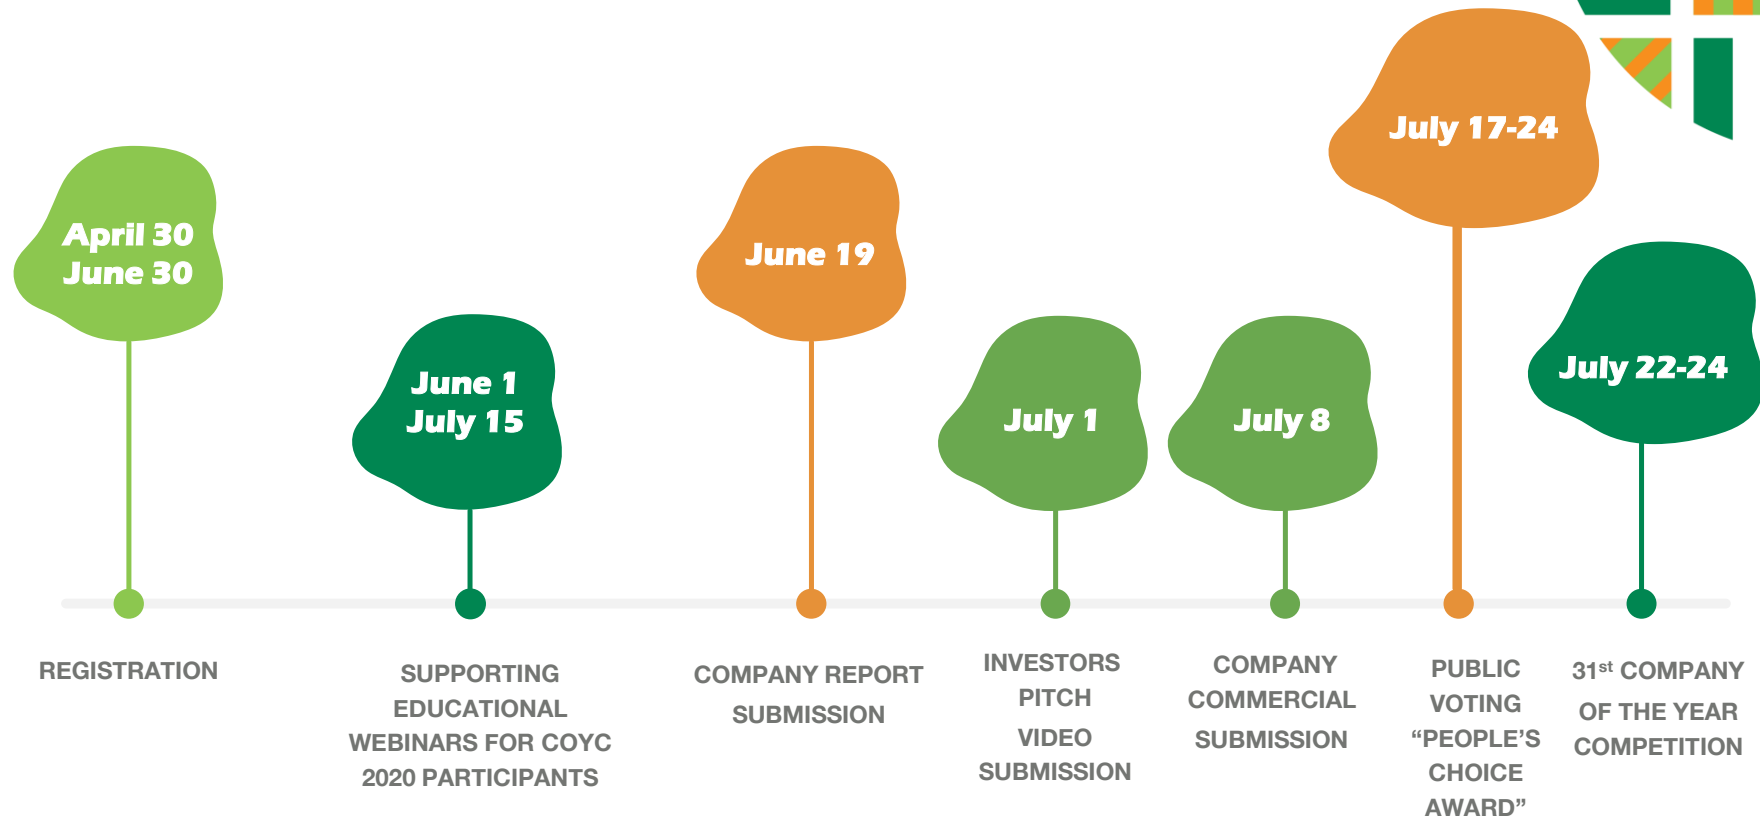 April 30
June 30
REGISTRATION
June 1
July 15
SUPPORTING
EDUCATIONAL
WEBINARS FOR COYC
2020 PARTICIPANTS
June 19
COMPANY REPORT
SUBMISSION
July 1
INVESTORS
PITCH
VIDEO
SUBMISSION
July 8
COMPANY
COMMERCIAL
SUBMISSION
July 17-24
PUBLIC
VOTING
“PEOPLE’S
CHOICE
AWARD”
July 22-24
31st COMPANY
OF THE YEAR
COMPETITION